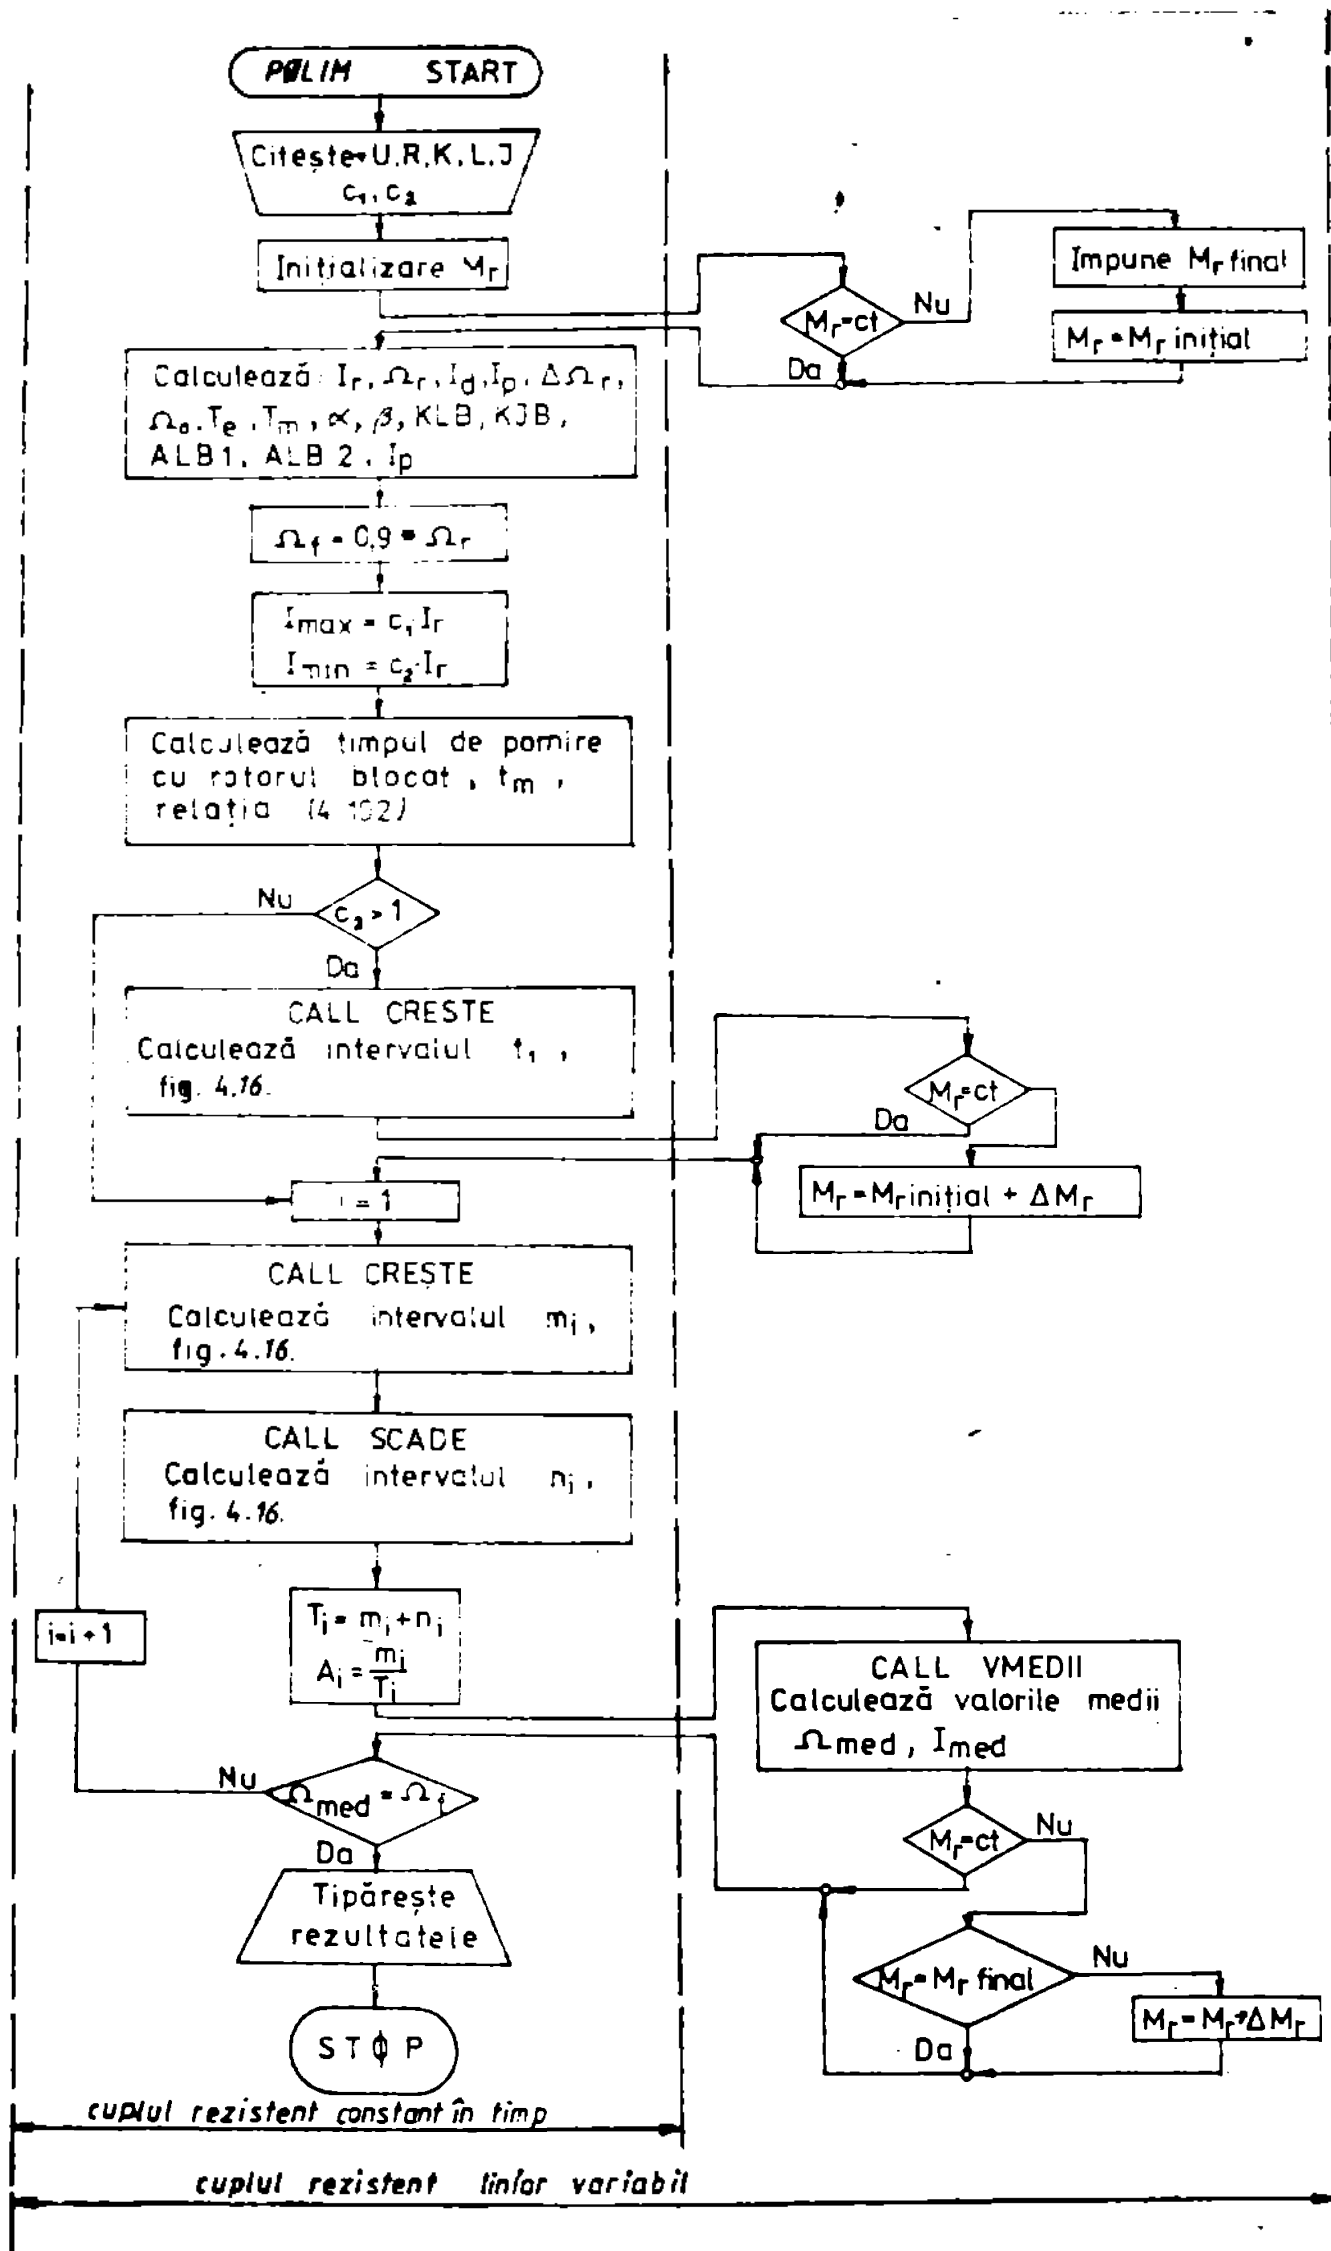 PØLIM START
Citește U,R,K,L,J
c₁, c₂
Inițializare Mr
Mr=ct
Nu
Da
Impune Mr final
Mr = Mr inițial
Calculează: Ir, Ωr, Id, Ip, ΔΩr,
Ωo, Te, Tm, α, β, KLB, KJB,
ALB1, ALB2, Ip
Ωf = 0,9 * Ωr
Imax = c₁·Ir
Imin = c₂·Ir
Calculează timpul de pornire
cu rotorul blocat, tm,
relația
c₂ > 1
Nu
Da
CALL CRESTE
Calculează intervalul t₁,
fig. 4.16.
Mr=ct
Da
Mr = Mr inițial + ΔMr
i = 1
CALL CREȘTE
Calculează intervalul mi,
fig. 4.16.
CALL SCADE
Calculează intervalul ni,
fig. 4.16.
i=i+1
Ti = mi + ni
Ai = mi/Ti
CALL VMEDII
Calculează valorile medii
Ωmed, Imed
Nu
Ωmed = Ωf
Da
Mr=ct
Nu
Tipărește
rezultatele
Mr=Mr final
Nu
Da
Mr=Mr+ΔMr
STØP
cuplul rezistent constant în timp
cuplul rezistent liniar variabil